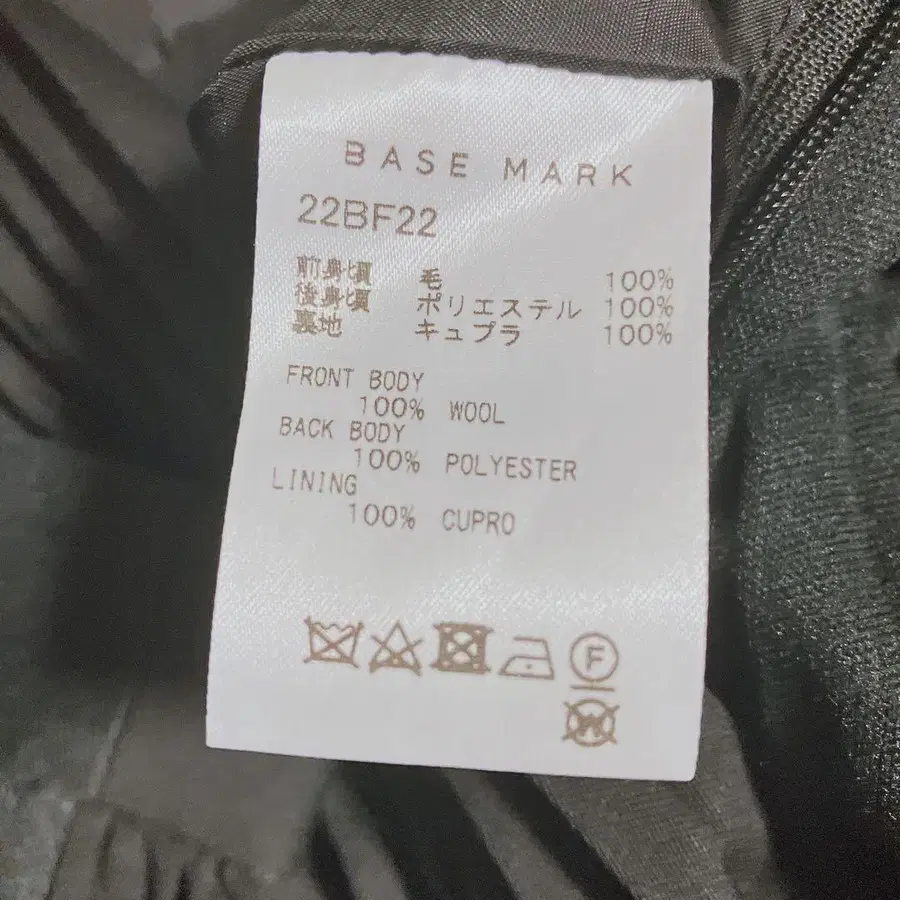 BASE MARK
22BF22
前身頃 毛 100%
後身頃 ポリエステル 100%
裏地 キュプラ 100%
FRONT BODY
100% WOOL
BACK BODY
100% POLYESTER
LINING
100% CUPRO
F
W